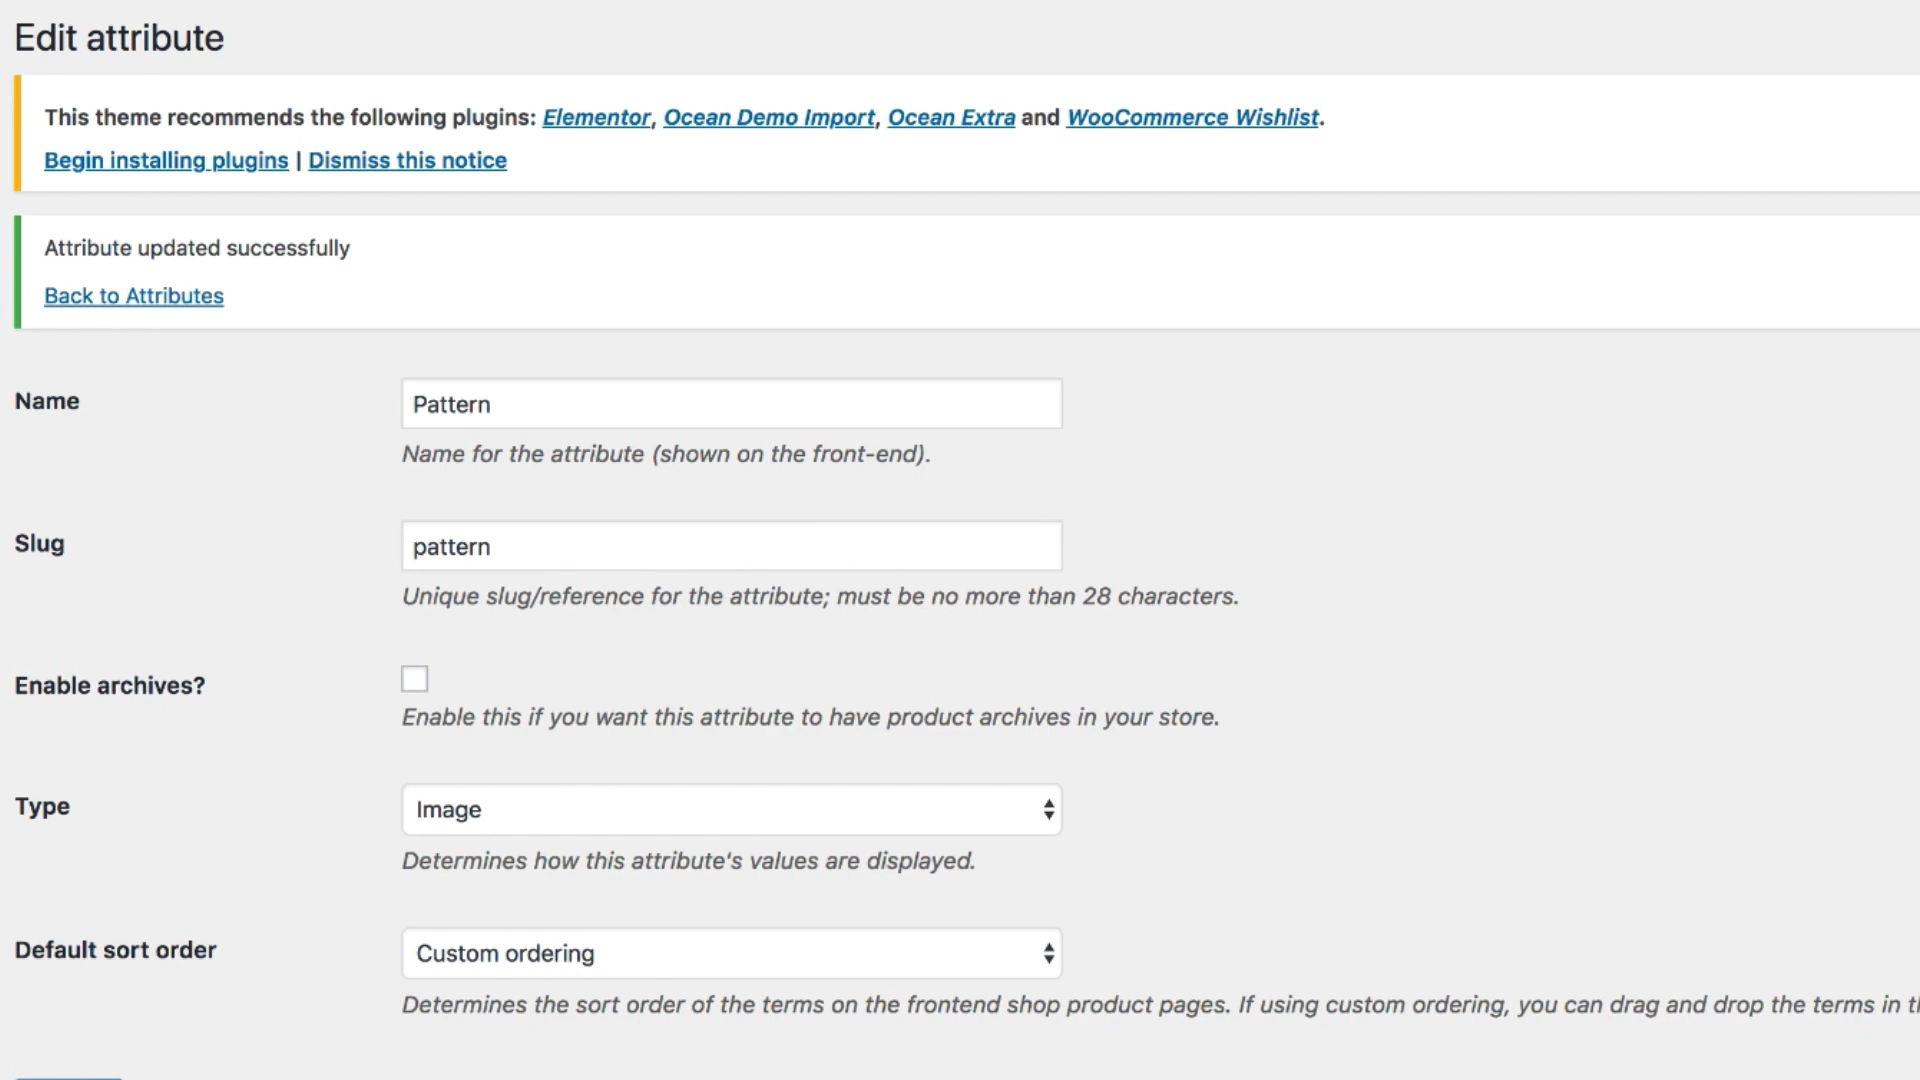 Edit attribute
This theme recommends the following plugins: Elementor, Ocean Demo Import, Ocean Extra and WooCommerce Wishlist.
Begin installing plugins | Dismiss this notice
Attribute updated successfully
Back to Attributes
Name
Pattern
Name for the attribute (shown on the front-end).
Slug
pattern
Unique slug/reference for the attribute; must be no more than 28 characters.
Enable archives?
Enable this if you want this attribute to have product archives in your store.
Type
Image
Determines how this attribute's values are displayed.
Default sort order
Custom ordering
Determines the sort order of the terms on the frontend shop product pages. If using custom ordering, you can drag and drop the terms in